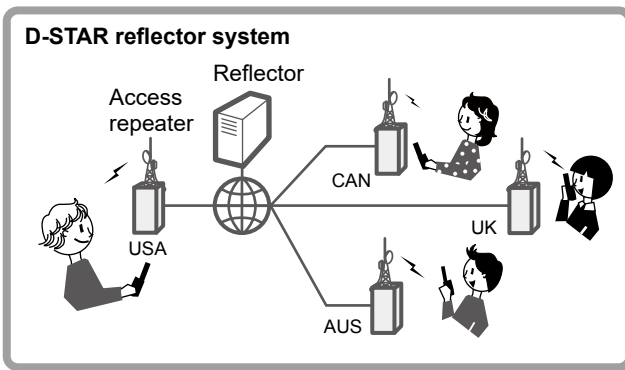 D-STAR reflector system
Reflector
Access
repeater
USA
CAN
UK
AUS